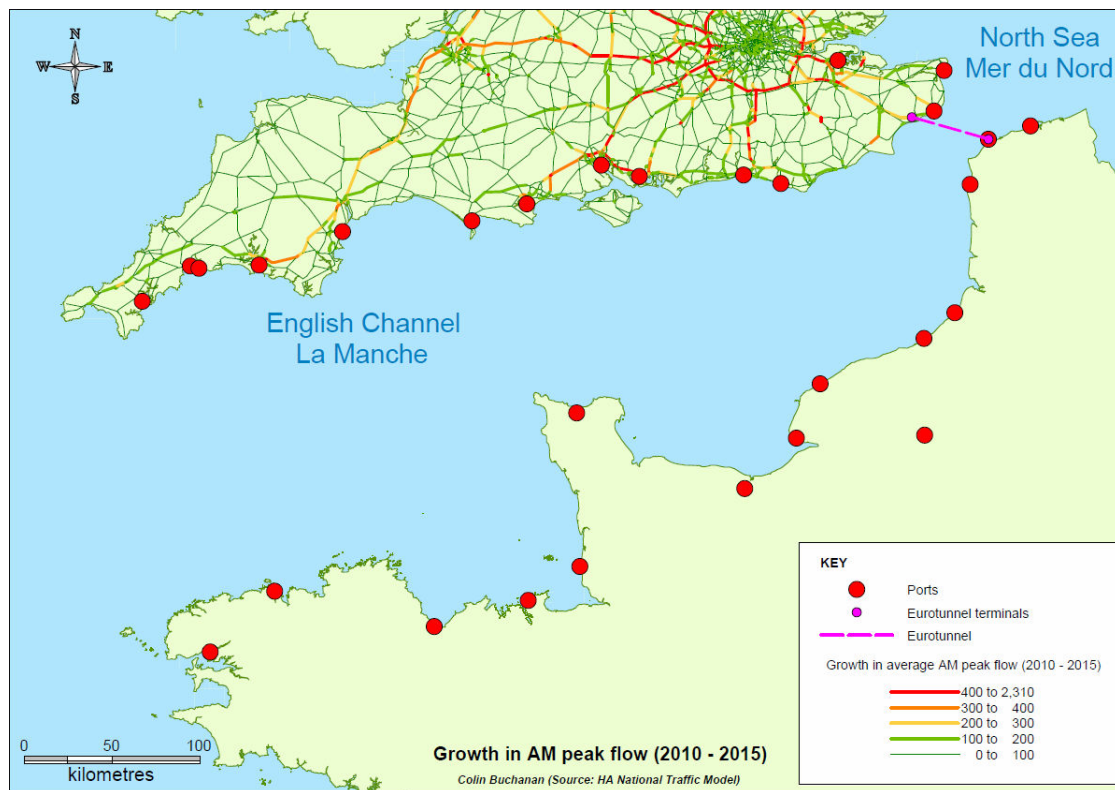 N
W E
S
North Sea
Mer du Nord
English Channel
La Manche
KEY
Ports
Eurotunnel terminals
Eurotunnel
Growth in average AM peak flow (2010 - 2015)
400 to 2,310
300 to 400
200 to 300
100 to 200
0 to 100
0 50 100
kilometres
Growth in AM peak flow (2010 - 2015)
Colin Buchanan (Source: HA National Traffic Model)